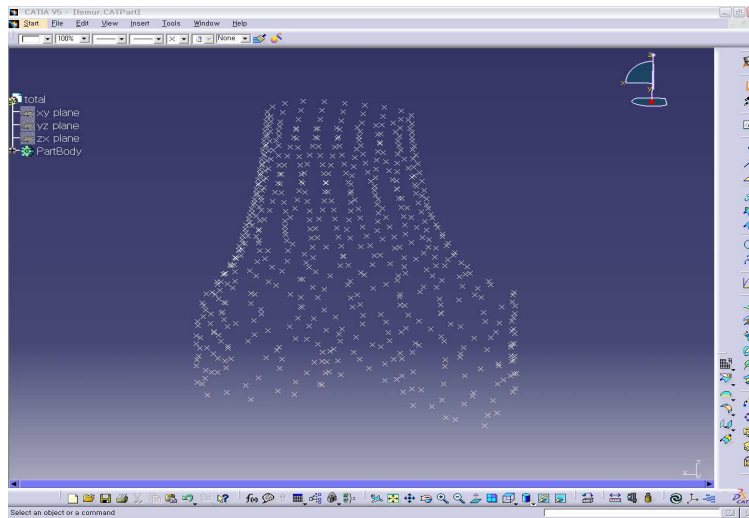 CATIA V5 - [femur.CATPart]
Start File Edit View Insert Tools Window Help
100% None
total
xy plane
yz plane
zx plane
PartBody
Select an object or a command